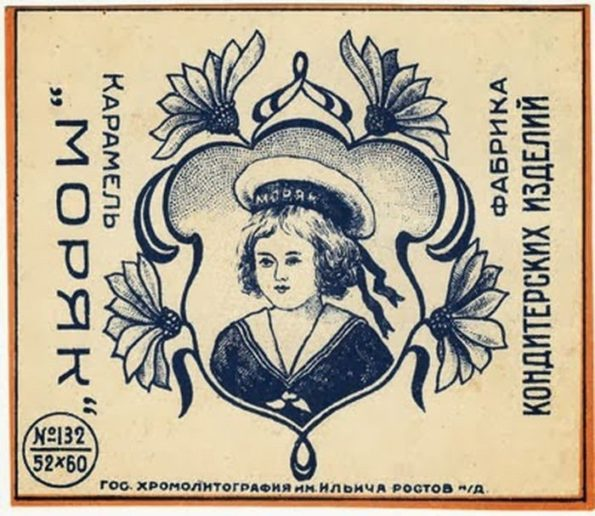 КАРАМЕЛЬ
„МОРЯК“
МОРЯК
ФАБРИКА
КОНДИТЕРСКИХ ИЗДЕЛИЙ
№132
52×60
ГОС. ХРОМОЛИТОГРАФИЯ ИМ. ИЛЬИЧА РОСТОВ Н/Д.